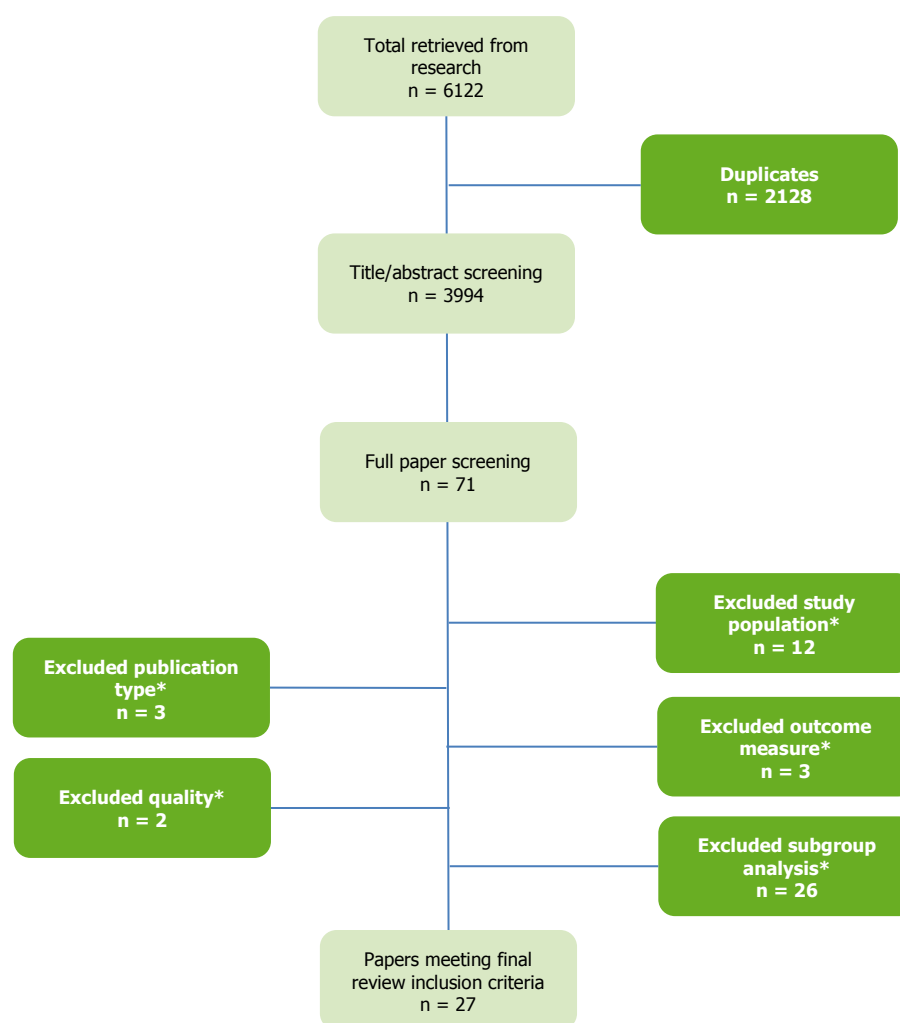 Total retrieved from
research
n = 6122
Duplicates
n = 2128
Title/abstract screening
n = 3994
Full paper screening
n = 71
Excluded study
population*
n = 12
Excluded publication
type*
n = 3
Excluded outcome
measure*
n = 3
Excluded quality*
n = 2
Excluded subgroup
analysis*
n = 26
Papers meeting final
review inclusion criteria
n = 27